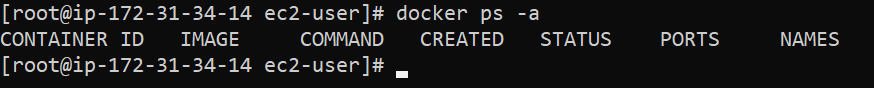 [root@ip-172-31-34-14 ec2-user]# docker ps -a
CONTAINER ID   IMAGE     COMMAND   CREATED   STATUS    PORTS     NAMES
[root@ip-172-31-34-14 ec2-user]#